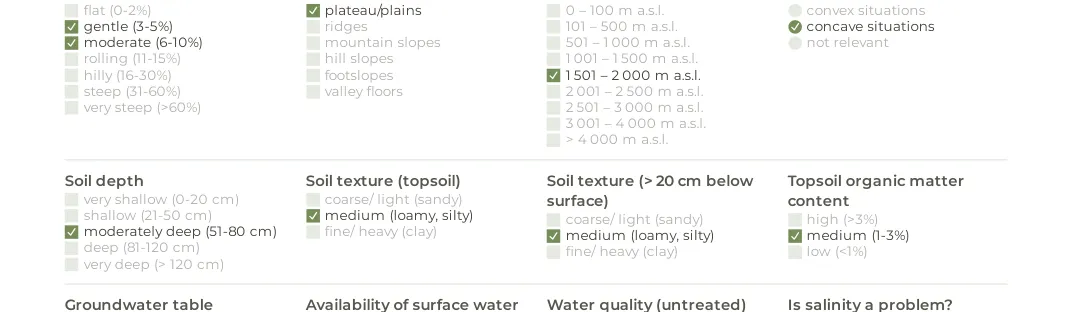 flat (0-2%)
gentle (3-5%)
moderate (6-10%)
rolling (11-15%)
hilly (16-30%)
steep (31-60%)
very steep (>60%)
plateau/plains
ridges
mountain slopes
hill slopes
footslopes
valley floors
0 – 100 m a.s.l.
101 – 500 m a.s.l.
501 – 1 000 m a.s.l.
1 001 – 1 500 m a.s.l.
1 501 – 2 000 m a.s.l.
2 001 – 2 500 m a.s.l.
2 501 – 3 000 m a.s.l.
3 001 – 4 000 m a.s.l.
> 4 000 m a.s.l.
convex situations
concave situations
not relevant
Soil depth
very shallow (0-20 cm)
shallow (21-50 cm)
moderately deep (51-80 cm)
deep (81-120 cm)
very deep (> 120 cm)
Soil texture (topsoil)
coarse/ light (sandy)
medium (loamy, silty)
fine/ heavy (clay)
Soil texture (> 20 cm below
surface)
coarse/ light (sandy)
medium (loamy, silty)
fine/ heavy (clay)
Topsoil organic matter
content
high (>3%)
medium (1-3%)
low (<1%)
Groundwater table
Availability of surface water
Water quality (untreated)
Is salinity a problem?